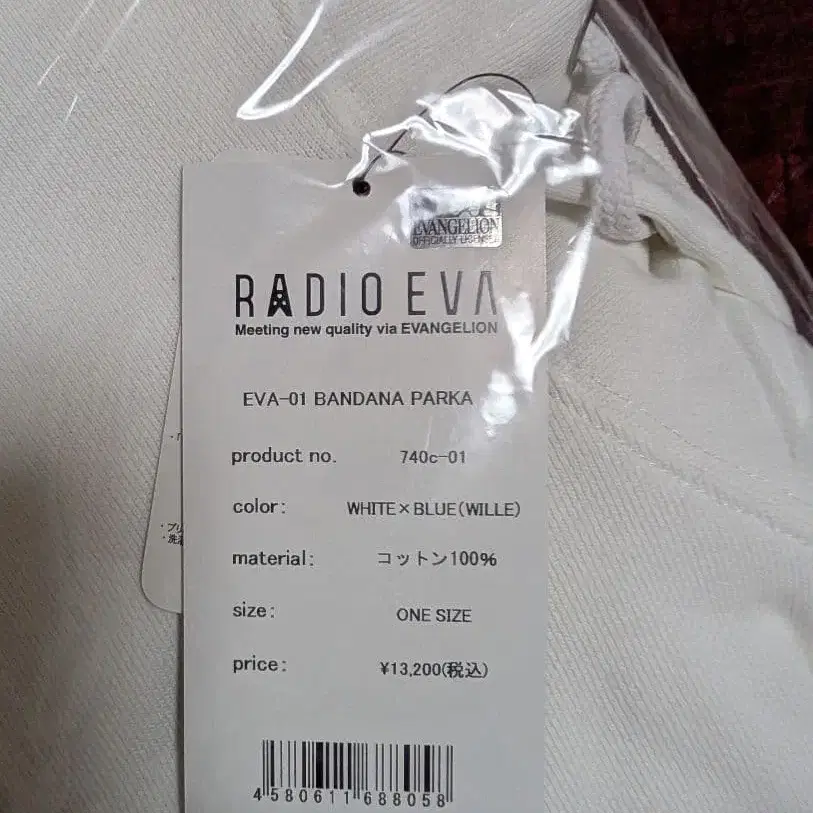 EVANGELION
OFFICIALLY LICENSED
RADIO EVA
Meeting new quality via EVANGELION
EVA-01 BANDANA PARKA
product no. 740c-01
color: WHITE×BLUE(WILLE)
material: コットン100%
size: ONE SIZE
price: ¥13,200(税込)
4580611688058